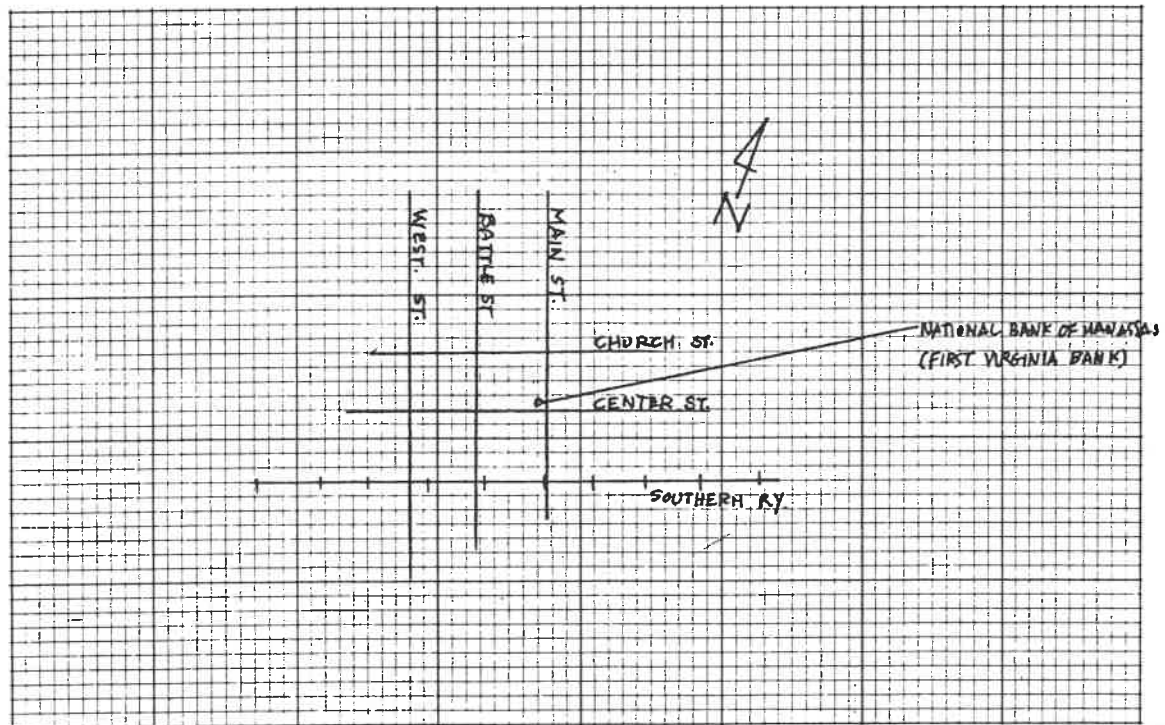 N
WEST. ST.
BATTLE ST
MAIN ST.
CHURCH. ST.
NATIONAL BANK OF MANASSAS
(FIRST VIRGINIA BANK)
CENTER ST.
SOUTHERN RY.